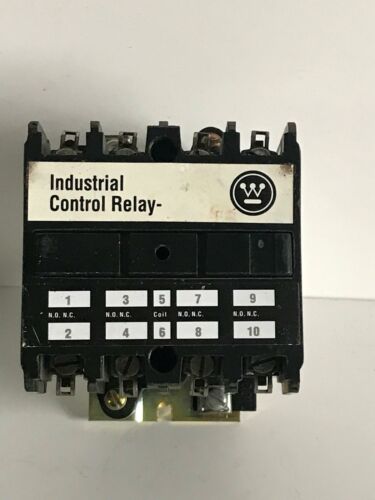 Industrial
Control Relay-
W
1 3 5 7 9
N.O. N.C. N.O. N.C. Coil N.O. N.C. N.O. N.C.
2 4 6 8 10